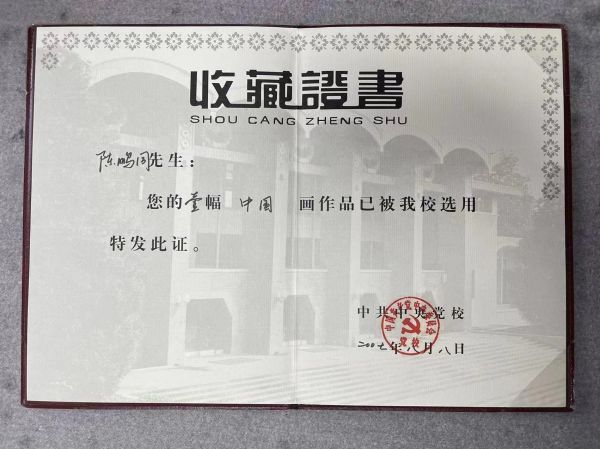 收藏證書
SHOU CANG ZHENG SHU
陈鹏同先生：
您的壹幅 中国 画作品已被我校选用
特发此证。
中共中央党校
二00七年八月八日